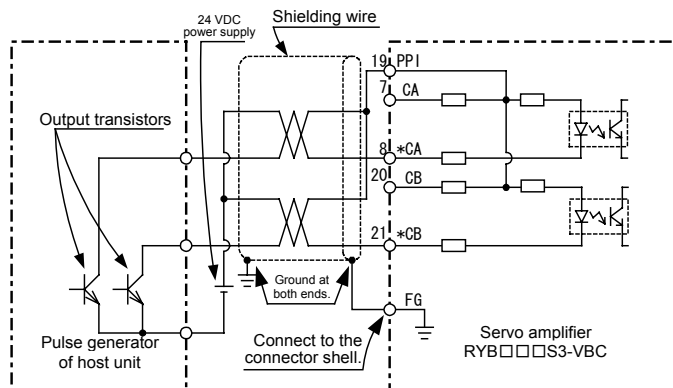 24 VDC
power supply
Shielding wire
Output transistors
19 PPI
7 CA
8 *CA
20 CB
21 *CB
Ground at
both ends.
FG
Pulse generator
of host unit
Connect to the
connector shell.
Servo amplifier
RYB□□□S3-VBC